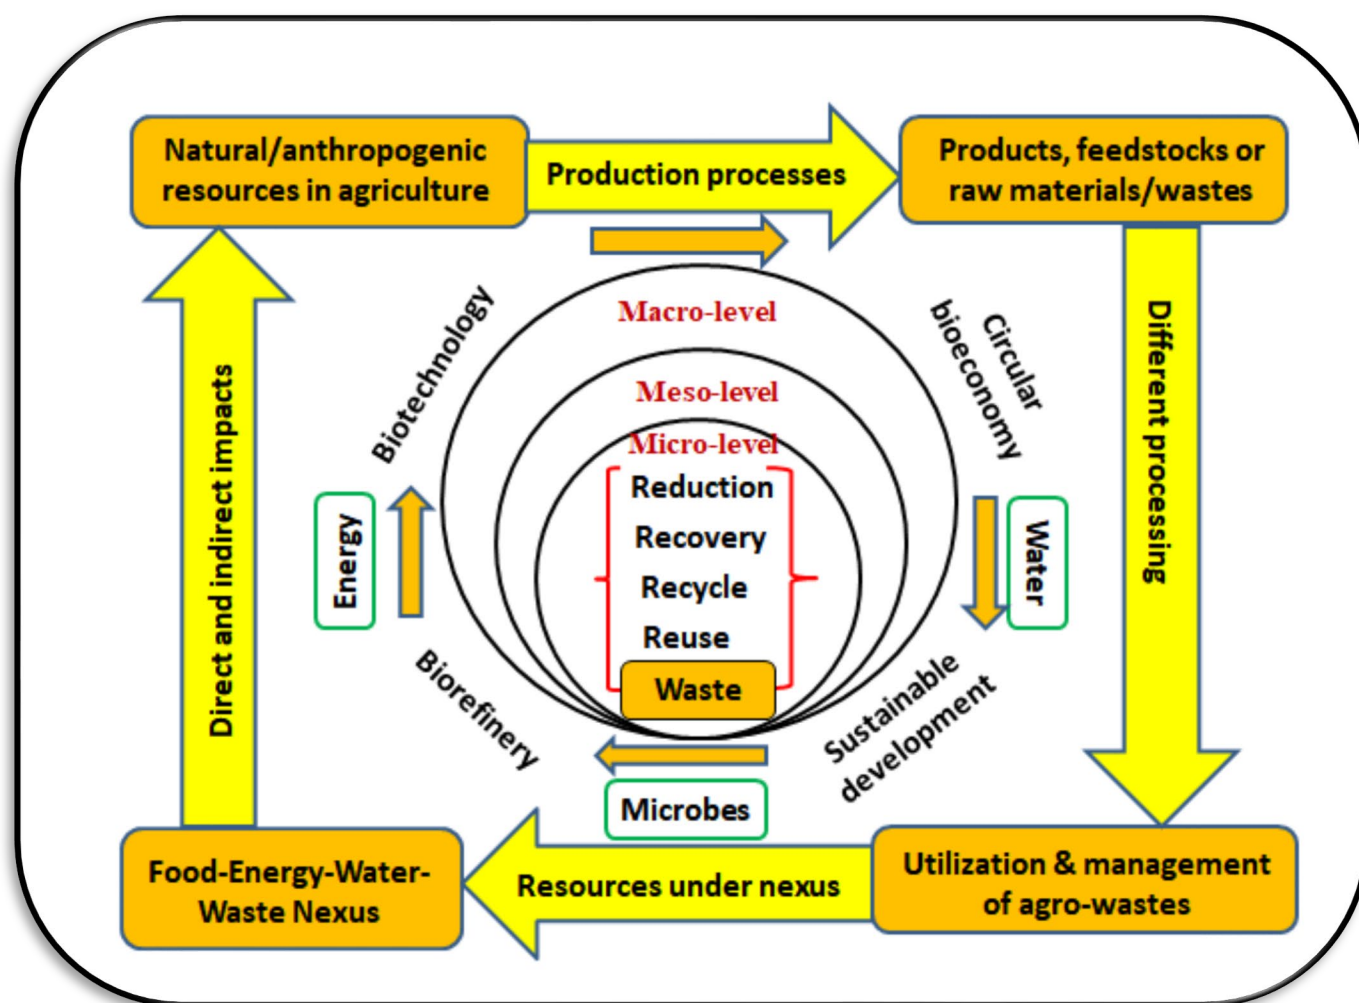 Natural/anthropogenic
resources in agriculture
Production processes
Products, feedstocks or
raw materials/wastes
Different processing
Utilization & management
of agro-wastes
Resources under nexus
Food-Energy-Water-
Waste Nexus
Direct and indirect impacts
Biotechnology
Circular
bioeconomy
Water
Sustainable
development
Microbes
Biorefinery
Energy
Macro-level
Meso-level
Micro-level
Reduction
Recovery
Recycle
Reuse
Waste